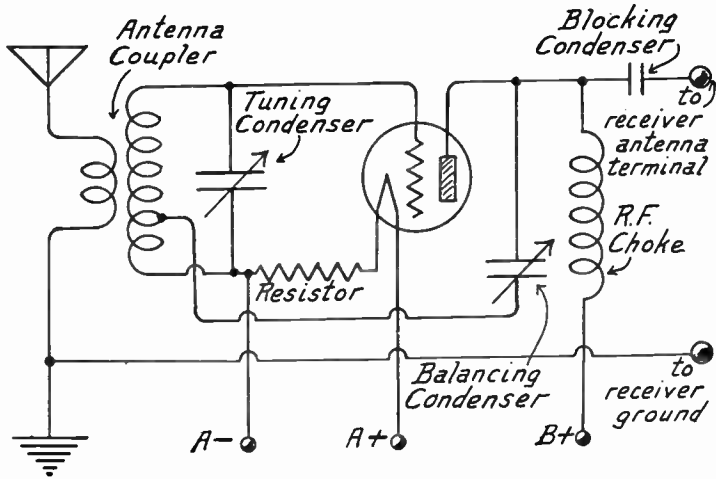 Antenna
Coupler
Tuning
Condenser
Blocking
Condenser
to
receiver
antenna
terminal
R.F.
Choke
Resistor
Balancing
Condenser
to
receiver
ground
A-
A+
B+